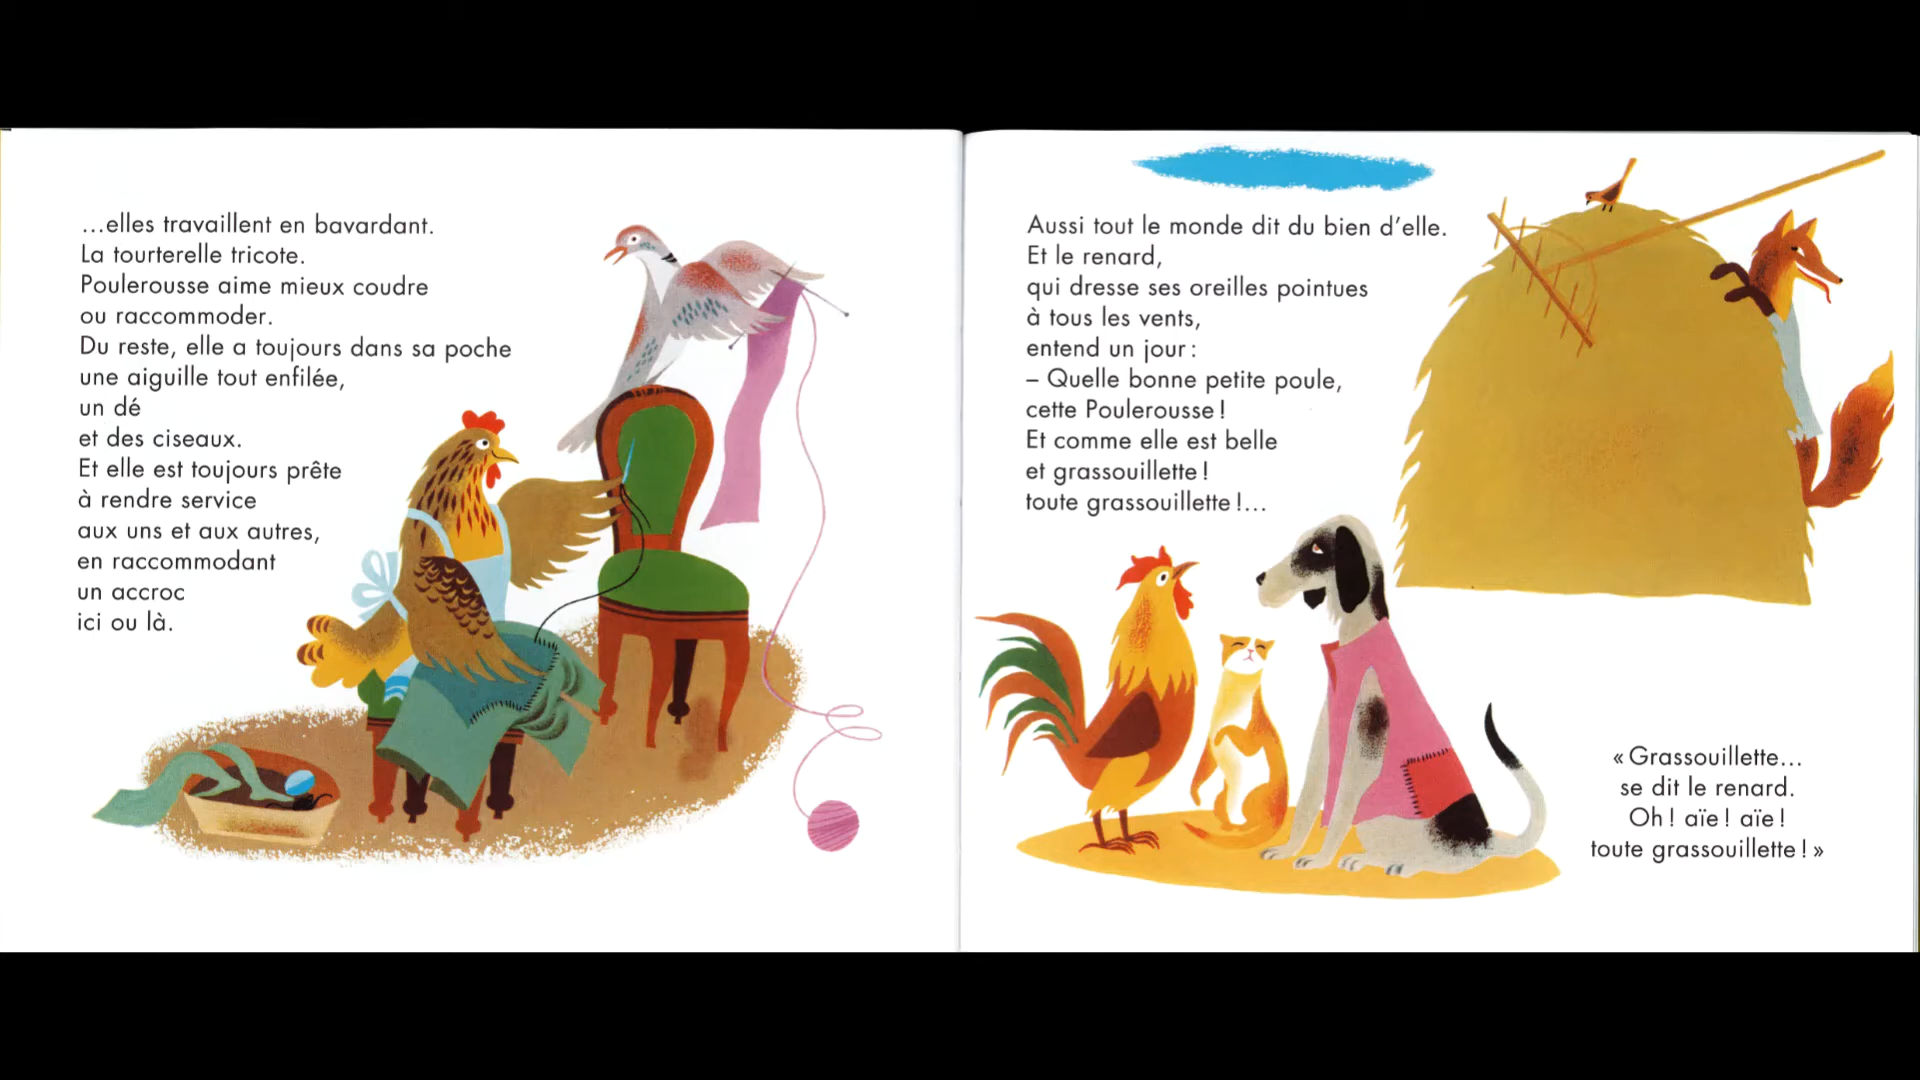 ...elles travaillent en bavardant.
La tourterelle tricote.
Poulerousse aime mieux coudre
ou raccommoder.
Du reste, elle a toujours dans sa poche
une aiguille tout enfilée,
un dé
et des ciseaux.
Et elle est toujours prête
à rendre service
aux uns et aux autres,
en raccommodant
un accroc
ici ou là.
Aussi tout le monde dit du bien d'elle.
Et le renard,
qui dresse ses oreilles pointues
à tous les vents,
entend un jour :
– Quelle bonne petite poule,
cette Poulerousse !
Et comme elle est belle
et grassouillette !
toute grassouillette !...
« Grassouillette...
se dit le renard.
Oh ! aïe ! aïe !
toute grassouillette ! »